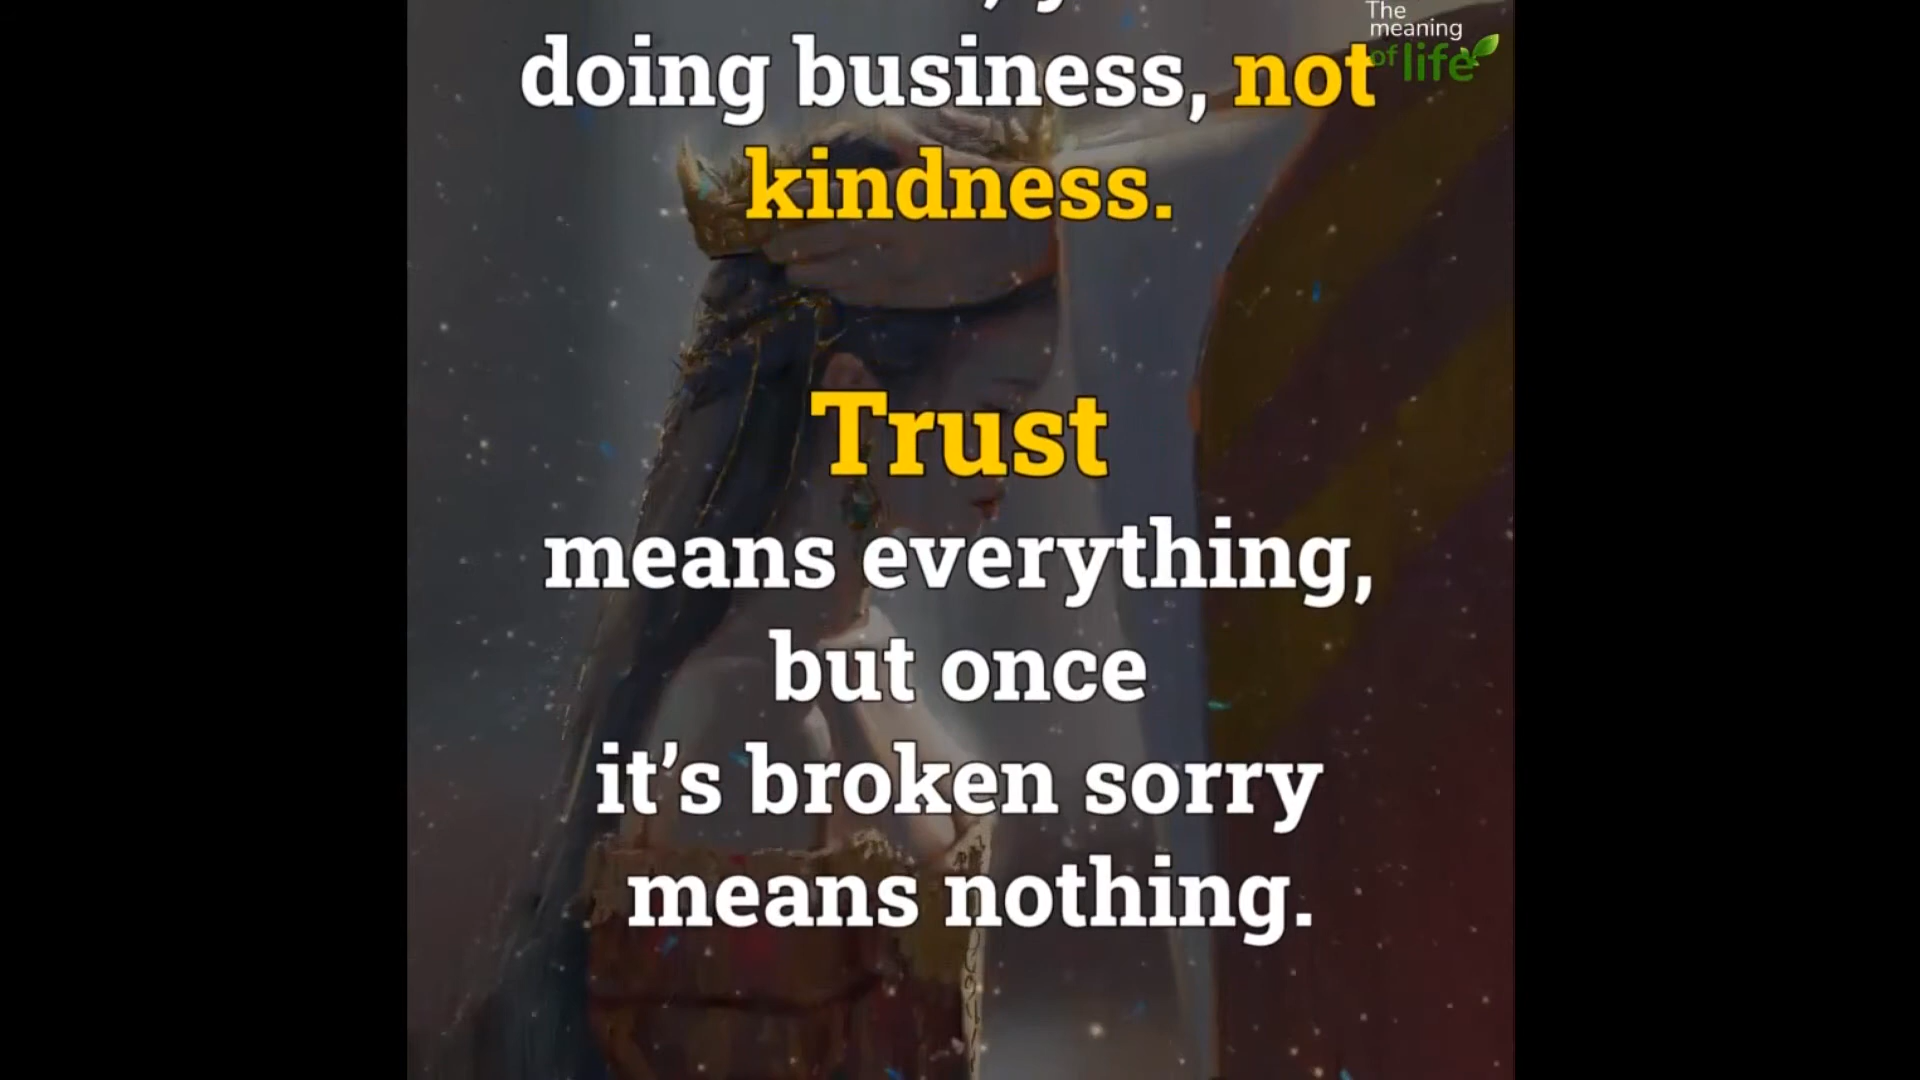 The
meaning
of life
doing business, not
kindness.
Trust
means everything,
but once
it’s broken sorry
means nothing.